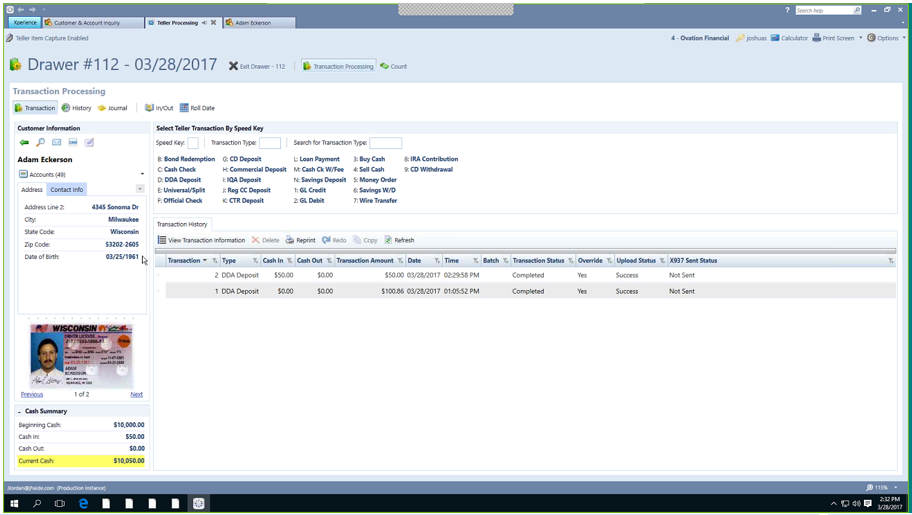 Search help
Xperience Customer & Account Inquiry Teller Processing Adam Eckerson
Teller Item Capture Enabled 4 - Ovation Financial joshuas Calculator Print Screen Options
Drawer #112 - 03/28/2017 Exit Drawer - 112 Transaction Processing Count
Transaction Processing
Transaction History Journal In/Out Roll Date
Customer Information
Adam Eckerson
Accounts (49)
Address Contact Info
Address Line 2: 4345 Sonoma Dr
City: Milwaukee
State Code: Wisconsin
Zip Code: 53202-2605
Date of Birth: 03/25/1961
WISCONSIN
Previous 1 of 2 Next
Cash Summary
Beginning Cash: $10,000.00
Cash In: $50.00
Cash Out: $0.00
Current Cash: $10,050.00
Select Teller Transaction By Speed Key:
Speed Key: Transaction Type: Search for Transaction Type:
B: Bond Redemption G: CD Deposit L: Loan Payment 3: Buy Cash 8: IRA Contribution
C: Cash Check H: Commercial Deposit M: Cash Ck W/Fee 4: Sell Cash 9: CD Withdrawal
D: DDA Deposit I: IQA Deposit N: Savings Deposit 5: Money Order
E: Universal/Split J: Reg CC Deposit 1: GL Credit 6: Savings W/D
F: Official Check K: CTR Deposit 2: GL Debit 7: Wire Transfer
Transaction History
View Transaction Information Delete Reprint Redo Copy Refresh
Transaction Type Cash In Cash Out Transaction Amount Date Time Batch Transaction Status Override Upload Status X937 Sent Status
2 DDA Deposit $50.00 $0.00 $50.00 03/28/2017 02:29:58 PM Completed Yes Success Not Sent
1 DDA Deposit $0.00 $0.00 $100.86 03/28/2017 01:05:52 PM Completed Yes Success Not Sent
(Production Instance) 115%
2:32 PM
3/28/2017